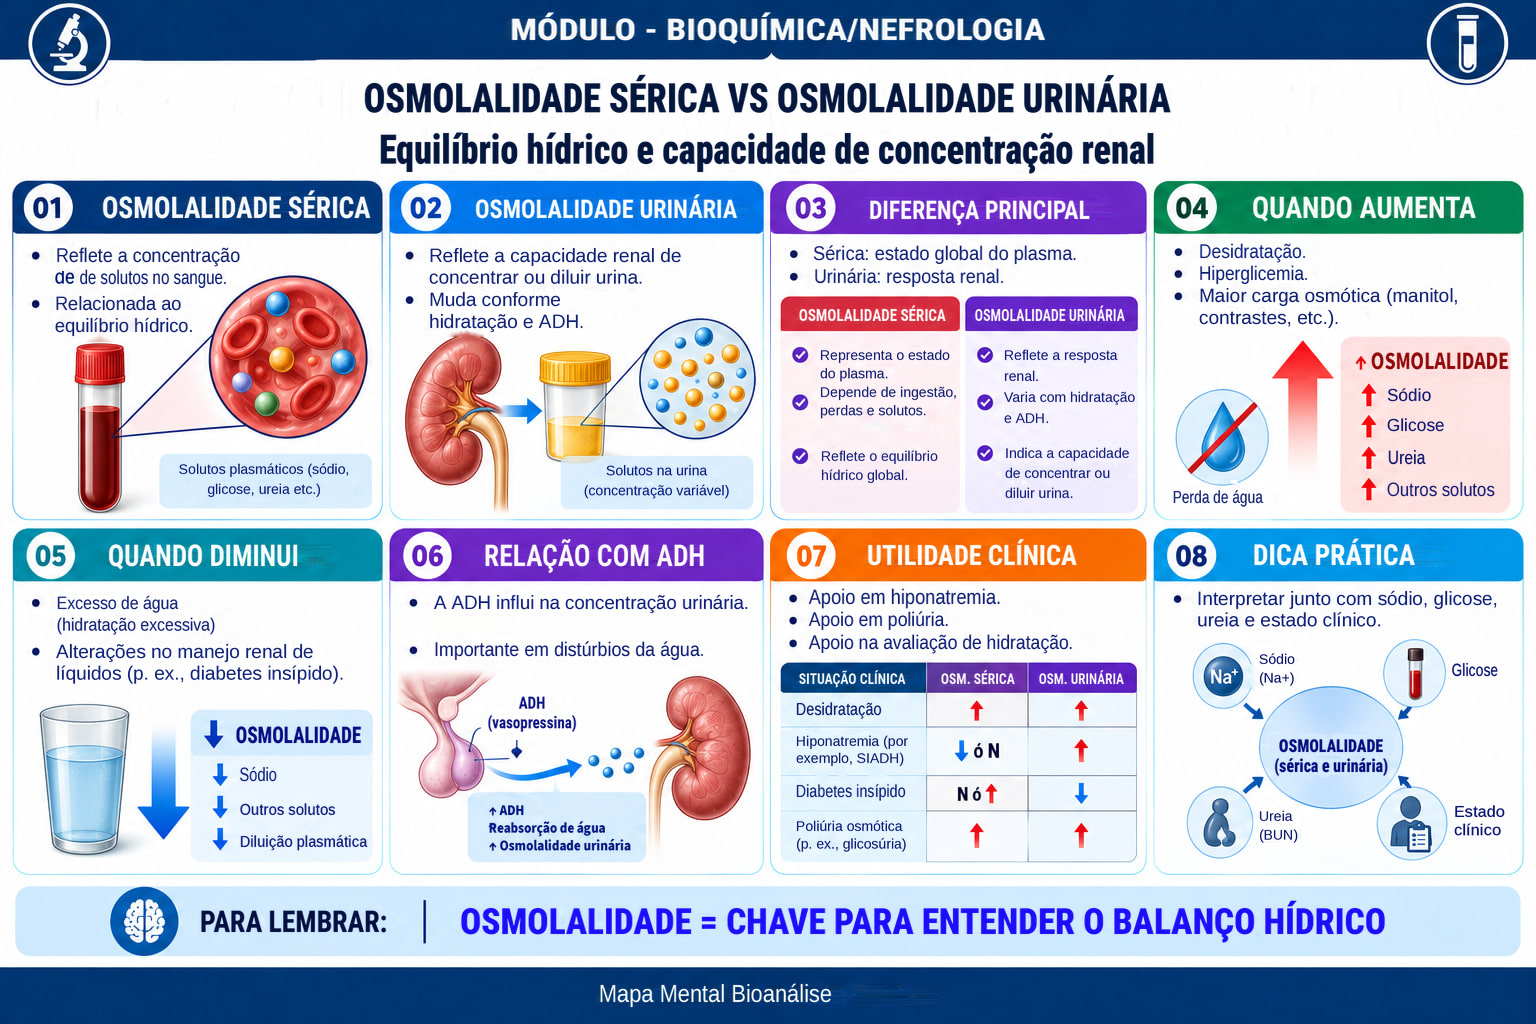 MÓDULO - BIOQUÍMICA/NEFROLOGIA
OSMOLALIDADE SÉRICA VS OSMOLALIDADE URINÁRIA
Equilíbrio hídrico e capacidade de concentração renal
01 OSMOLALIDADE SÉRICA
• Reflete a concentração
de de solutos no sangue.
• Relacionada ao
equilíbrio hídrico.
Solutos plasmáticos (sódio,
glicose, ureia etc.)
02 OSMOLALIDADE URINÁRIA
• Reflete a capacidade renal de
concentrar ou diluir urina.
• Muda conforme
hidratação e ADH.
Solutos na urina
(concentração variável)
03 DIFERENÇA PRINCIPAL
• Sérica: estado global do plasma.
• Urinária: resposta renal.
OSMOLALIDADE SÉRICA
Representa o estado
do plasma.
Depende de ingestão,
perdas e solutos.
Reflete o equilíbrio
hídrico global.
OSMOLALIDADE URINÁRIA
Reflete a resposta
renal.
Varia com hidratação
e ADH.
Indica a capacidade
de concentrar ou
diluir urina.
04 QUANDO AUMENTA
• Desidratação.
• Hiperglicemia.
• Maior carga osmótica (manitol,
contrastes, etc.).
Perda de água
↑ OSMOLALIDADE
↑ Sódio
↑ Glicose
↑ Ureia
↑ Outros solutos
05 QUANDO DIMINUI
• Excesso de água
(hidratação excessiva)
• Alterações no manejo renal de
líquidos (p. ex., diabetes insípido).
↓ OSMOLALIDADE
↓ Sódio
↓ Outros solutos
↓ Diluição plasmática
06 RELAÇÃO COM ADH
• A ADH influi na concentração urinária.
• Importante em distúrbios da água.
ADH
(vasopressina)
↑ ADH
Reabsorção de água
↑ Osmolalidade urinária
07 UTILIDADE CLÍNICA
• Apoio em hiponatremia.
• Apoio em poliúria.
• Apoio na avaliação de hidratação.
SITUAÇÃO CLÍNICA OSM. SÉRICA OSM. URINÁRIA
Desidratação ↑ ↑
Hiponatremia (por
exemplo, SIADH) ↓ ó N ↑
Diabetes insípido N ó ↑ ↓
Poliúria osmótica
(p. ex., glicosúria) ↑ ↑
08 DICA PRÁTICA
• Interpretar junto com sódio, glicose,
ureia e estado clínico.
Na+
Sódio
(Na+)
Glicose
OSMOLALIDADE
(sérica e urinária)
Ureia
(BUN)
Estado
clínico
PARA LEMBRAR: OSMOLALIDADE = CHAVE PARA ENTENDER O BALANÇO HÍDRICO
Mapa Mental Bioanálise